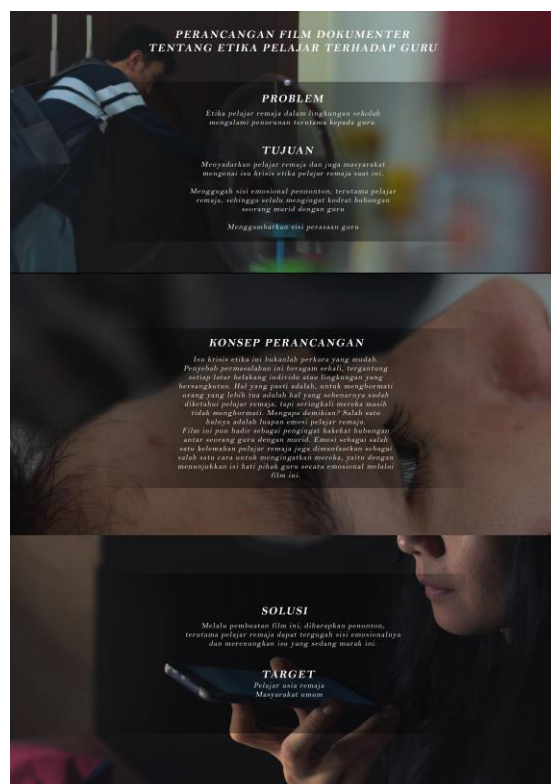 PERANCANGAN FILM DOKUMENTER
TENTANG ETIKA PELAJAR TERHADAP GURU
PROBLEM
Etika pelajar remaja dalam lingkungan sekolah
mengalami penurunan terutama kepada guru.
TUJUAN
Menyadarkan pelajar remaja dan juga masyarakat
mengenai isu krisis etika pelajar remaja saat ini.
Menggugah sisi emosional pennonton, terutama pelajar
remaja, sehingga selalu mengingat kodrat hubungan
seorang murid dengan guru
Menggambarkan sisi perasaan guru
KONSEP PERANCANGAN
Isu krisis etika ini bukanlah perkara yang mudah.
Penyebab permasalahan ini beragam sekali, tergantung
setiap latar belakang individu atau lingkungan yang
bersangkutan. Hal yang pasti adalah, untuk menghormati
orang yang lebih tua adalah hal yang sebenarnya sudah
diketahui pelajar remaja, tapi seringkali mereka masih
tidak menghormati. Mengapa demikian? Salah satu
halnya adalah luapan emosi pelajar remaja.
Film ini pun hadir sebagai pengingat hakekat hubungan
antar seorang guru dengan murid. Emosi sebagai salah
satu kelemahan pelajar remaja juga dimanfaatkan sebagai
salah satu cara untuk mengingatkan mereka, yaitu dengan
menunjukkan isi hati pihak guru secara emosional melalui
film ini.
SOLUSI
Melalu pembuatan film ini, diharapkan penonton,
terutama pelajar remaja dapat tergugah sisi emosionalnya
dan merenungkan isu yang sedang marak ini.
TARGET
Pelajar usia remaja
Masyarakat umum